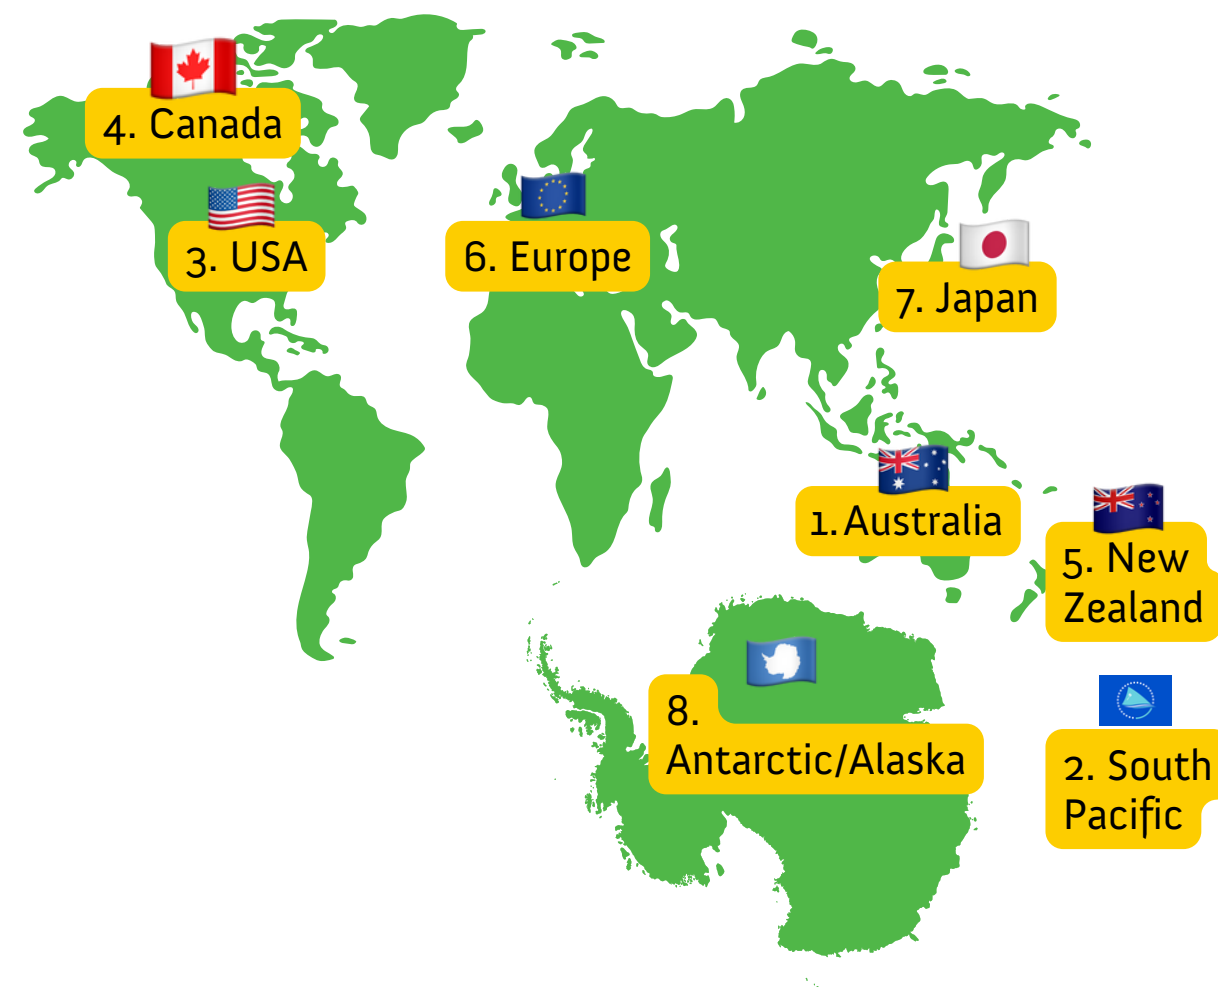 4. Canada
3. USA
6. Europe
7. Japan
1. Australia
5. New
Zealand
8.
Antarctic/Alaska
2. South
Pacific